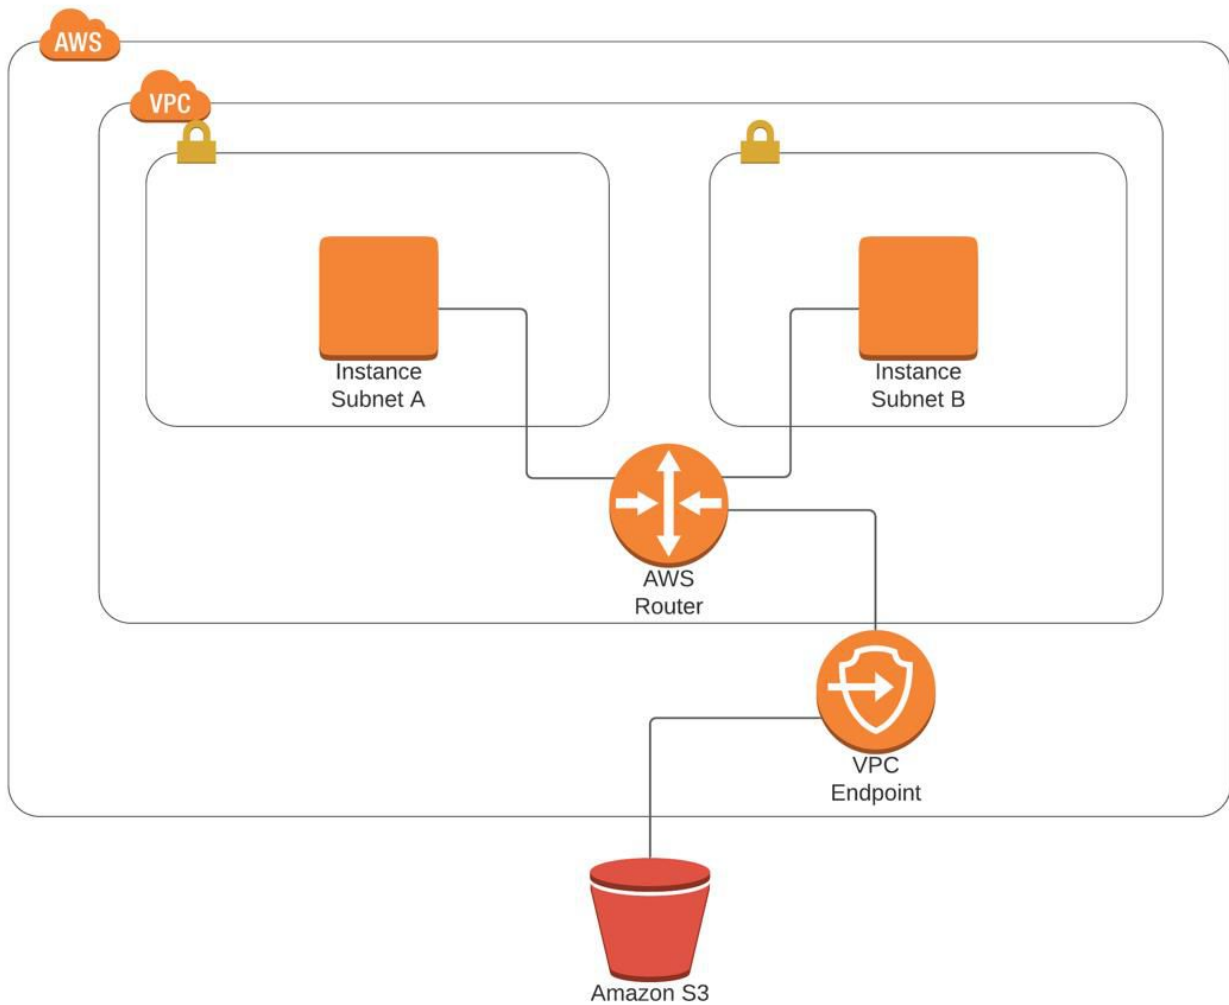 AWS
VPC
Instance
Subnet A
Instance
Subnet B
AWS
Router
VPC
Endpoint
Amazon S3